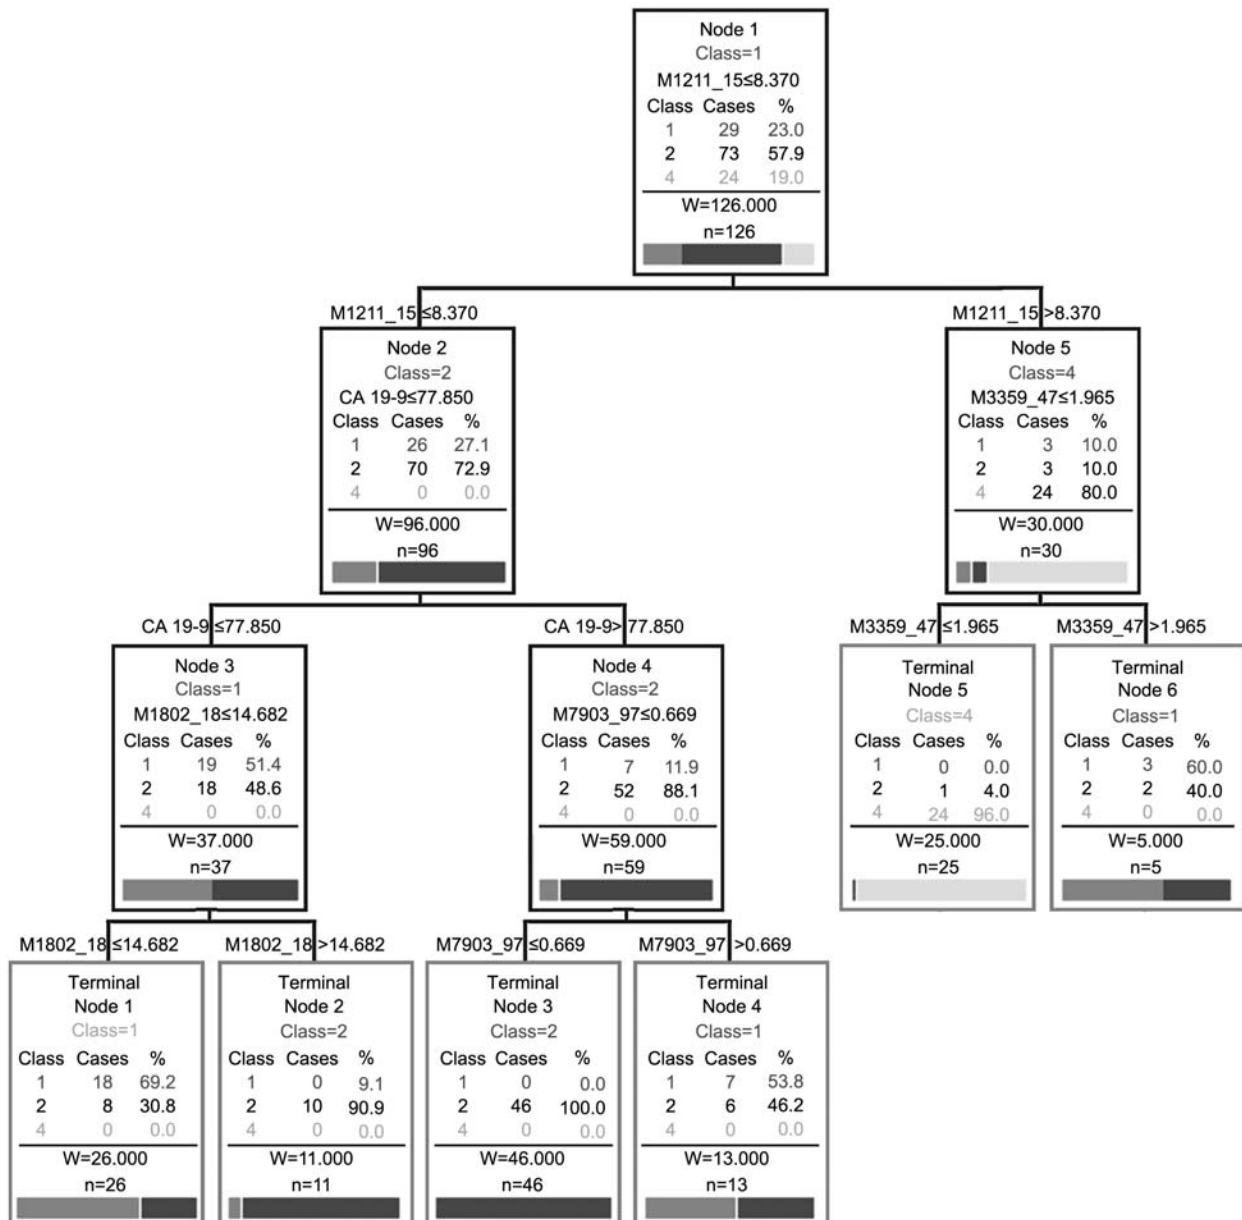 Node 1
Class=1
M1211_15≤8.370
Class Cases %
1 29 23.0
2 73 57.9
4 24 19.0
W=126.000
n=126
M1211_15 ≤8.370
M1211_15 >8.370
Node 2
Class=2
CA 19-9≤77.850
Class Cases %
1 26 27.1
2 70 72.9
4 0 0.0
W=96.000
n=96
Node 5
Class=4
M3359_47≤1.965
Class Cases %
1 3 10.0
2 3 10.0
4 24 80.0
W=30.000
n=30
CA 19-9 ≤77.850
CA 19-9> 77.850
M3359_47 ≤1.965
M3359_47 >1.965
Node 3
Class=1
M1802_18≤14.682
Class Cases %
1 19 51.4
2 18 48.6
4 0 0.0
W=37.000
n=37
Node 4
Class=2
M7903_97≤0.669
Class Cases %
1 7 11.9
2 52 88.1
4 0 0.0
W=59.000
n=59
Terminal
Node 5
Class=4
Class Cases %
1 0 0.0
2 1 4.0
4 24 96.0
W=25.000
n=25
Terminal
Node 6
Class=1
Class Cases %
1 3 60.0
2 2 40.0
4 0 0.0
W=5.000
n=5
M1802_18 ≤14.682
M1802_18 >14.682
M7903_97 ≤0.669
M7903_97 >0.669
Terminal
Node 1
Class=1
Class Cases %
1 18 69.2
2 8 30.8
4 0 0.0
W=26.000
n=26
Terminal
Node 2
Class=2
Class Cases %
1 0 9.1
2 10 90.9
4 0 0.0
W=11.000
n=11
Terminal
Node 3
Class=2
Class Cases %
1 0 0.0
2 46 100.0
4 0 0.0
W=46.000
n=46
Terminal
Node 4
Class=1
Class Cases %
1 7 53.8
2 6 46.2
4 0 0.0
W=13.000
n=13